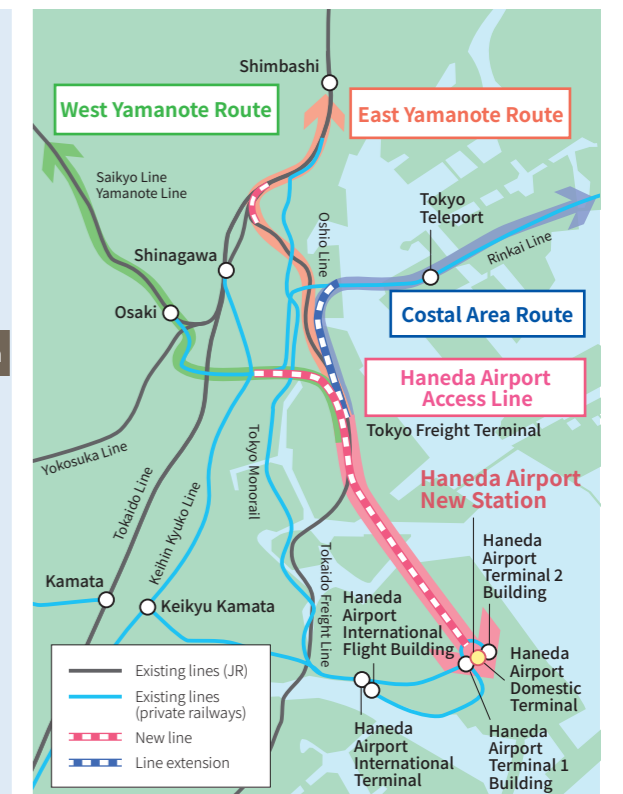 Shimbashi
West Yamanote Route
East Yamanote Route
Saikyo Line
Yamanote Line
Tokyo
Teleport
Oshio Line
Rinkai Line
Shinagawa
Osaki
Costal Area Route
Haneda Airport
Access Line
Tokyo Freight Terminal
Yokosuka Line
Tokaido Line
Keihin Kyuko Line
Tokyo Monorail
Haneda Airport
New Station
Haneda
Airport
Terminal 2
Building
Tokaido Freight Line
Kamata
Keikyu Kamata
Haneda
Airport
International
Flight Building
Haneda
Airport
Domestic
Terminal
Existing lines (JR)
Existing lines
(private railways)
New line
Line extension
Haneda
Airport
International
Terminal
Haneda
Airport
Terminal 1
Building